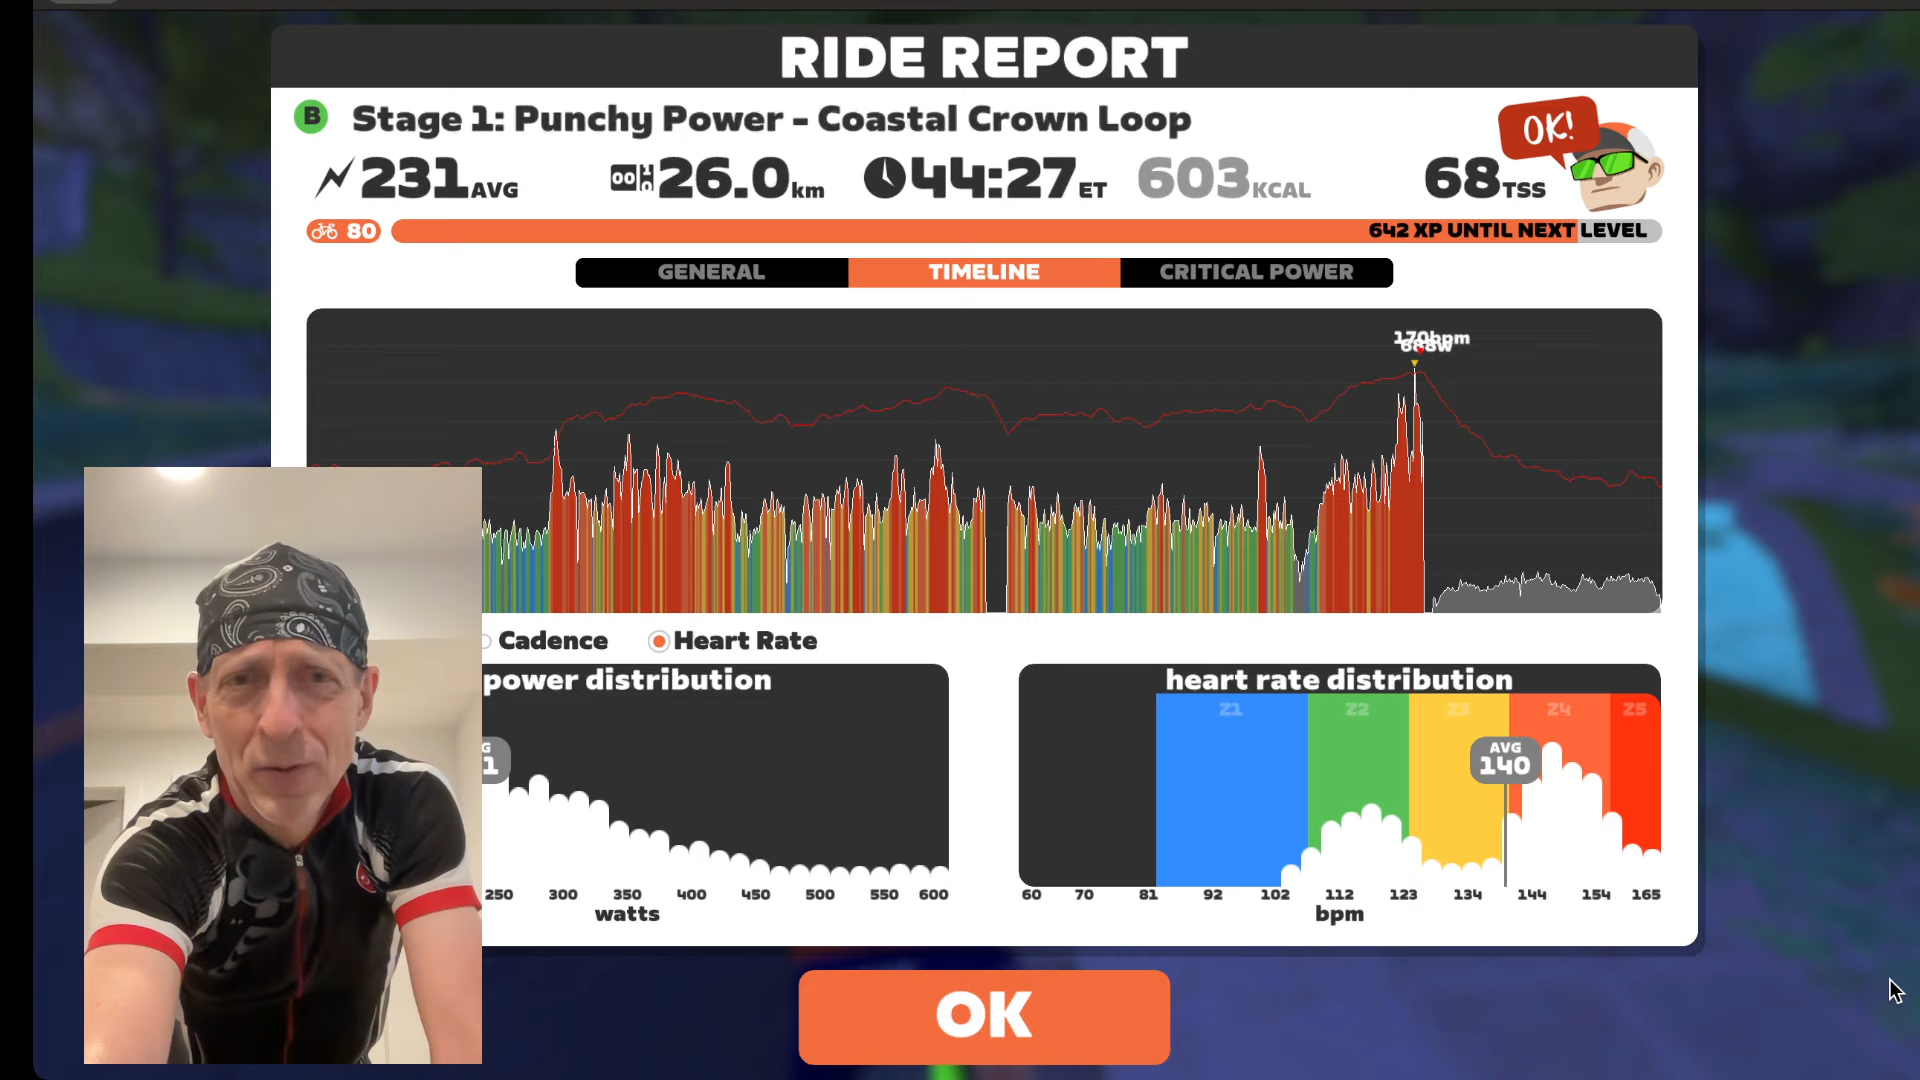 RIDE REPORT
B Stage 1: Punchy Power - Coastal Crown Loop
OK!
231AVG 26.0km 44:27ET 603KCAL 68TSS
80 642 XP UNTIL NEXT LEVEL
GENERAL TIMELINE CRITICAL POWER
170bpm
688w
Cadence Heart Rate
power distribution
250 300 350 400 450 500 550 600
watts
heart rate distribution
Z1 Z2 Z3 Z4 Z5
AVG
140
60 70 81 92 102 112 123 134 144 154 165
bpm
OK